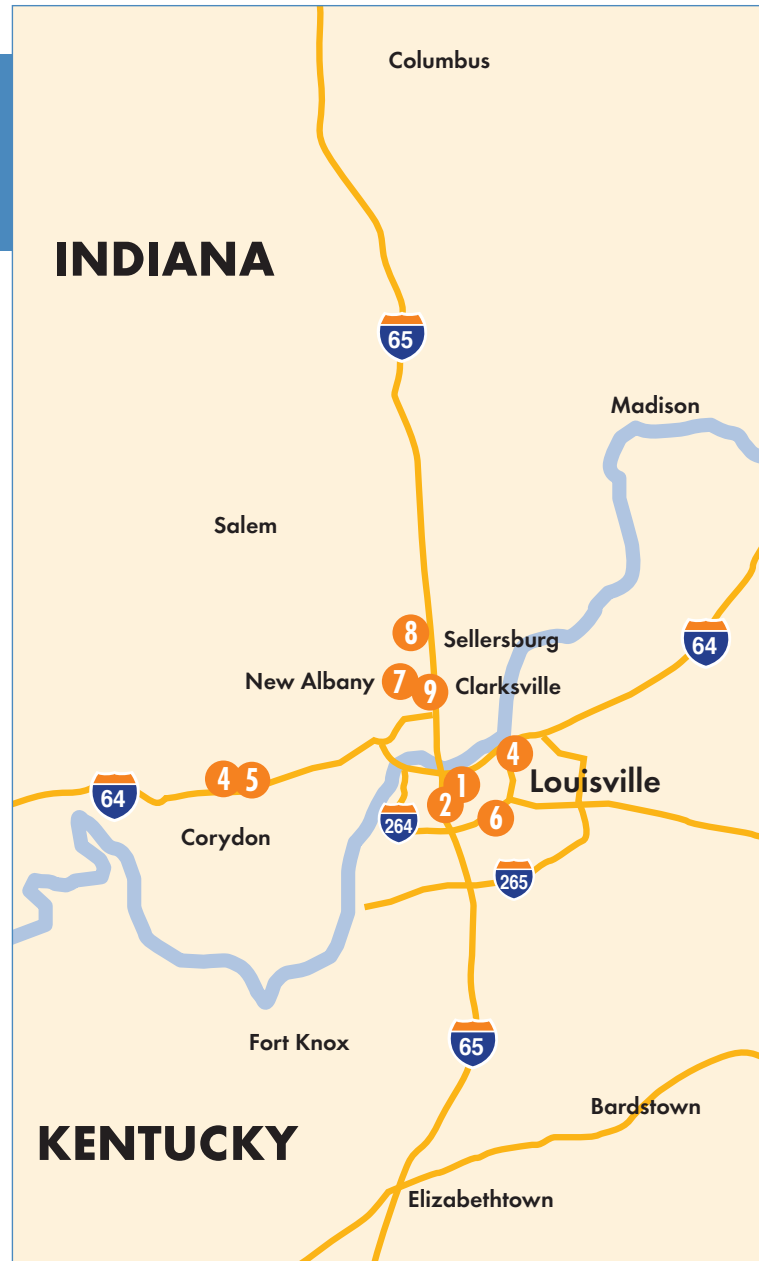 Columbus
INDIANA
65
Madison
Salem
8
Sellersburg
64
New Albany
7
9
Clarksville
4
4
5
1
Louisville
64
2
6
264
Corydon
265
Fort Knox
65
Bardstown
KENTUCKY
Elizabethtown